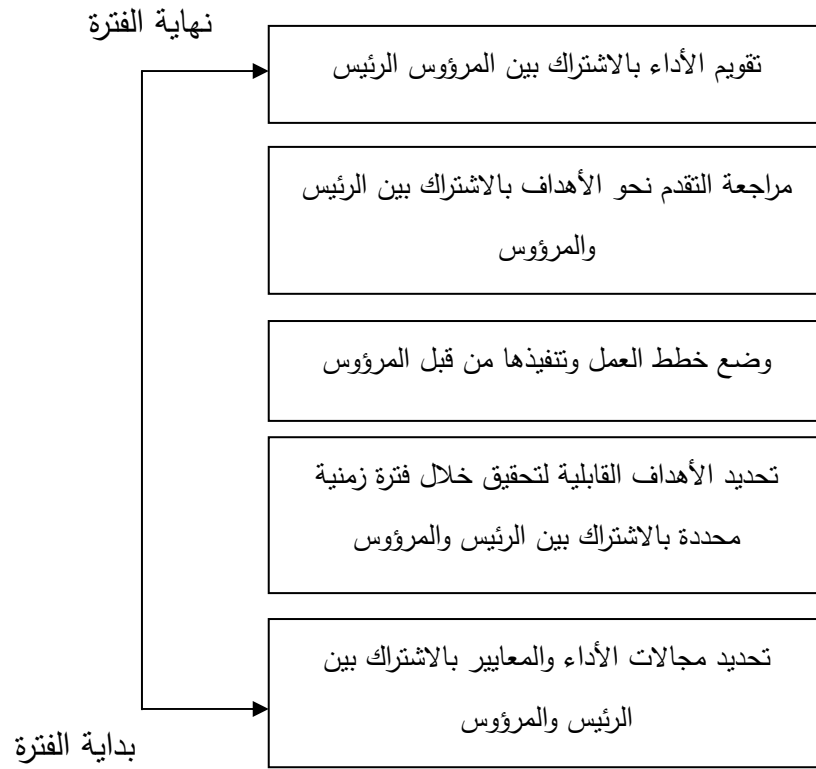 نهاية الفترة
تقويم الأداء بالاشتراك بين المرؤوس الرئيس
مراجعة التقدم نحو الأهداف بالاشتراك بين الرئيس
والمرؤوس
وضع خطط العمل وتنفيذها من قبل المرؤوس
تحديد الأهداف القابلية لتحقيق خلال فترة زمنية
محددة بالاشتراك بين الرئيس والمرؤوس
تحديد مجالات الأداء والمعايير بالاشتراك بين
الرئيس والمرؤوس
بداية الفترة